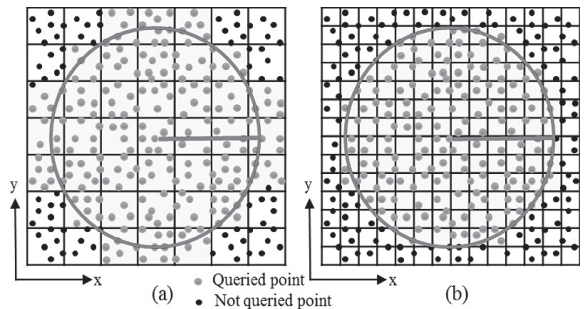 y
y
x
x
(a)
Queried point
Not queried point
(b)